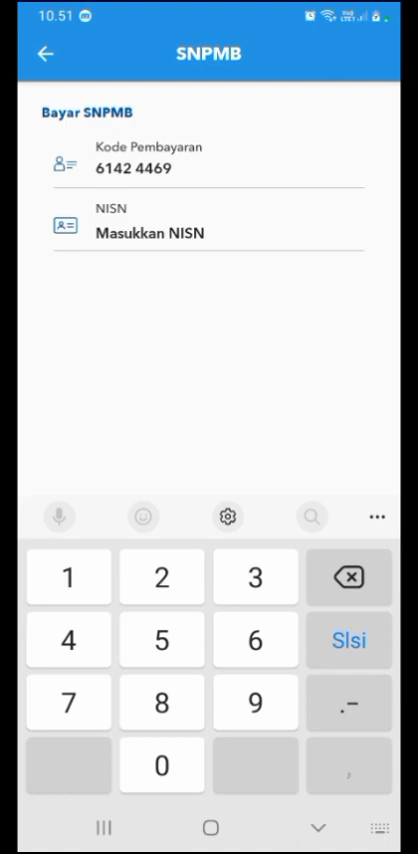 10.51
SNPMB
Bayar SNPMB
Kode Pembayaran
6142 4469
NISN
Masukkan NISN
1 2 3
4 5 6 Slsi
7 8 9 .-
0 ,